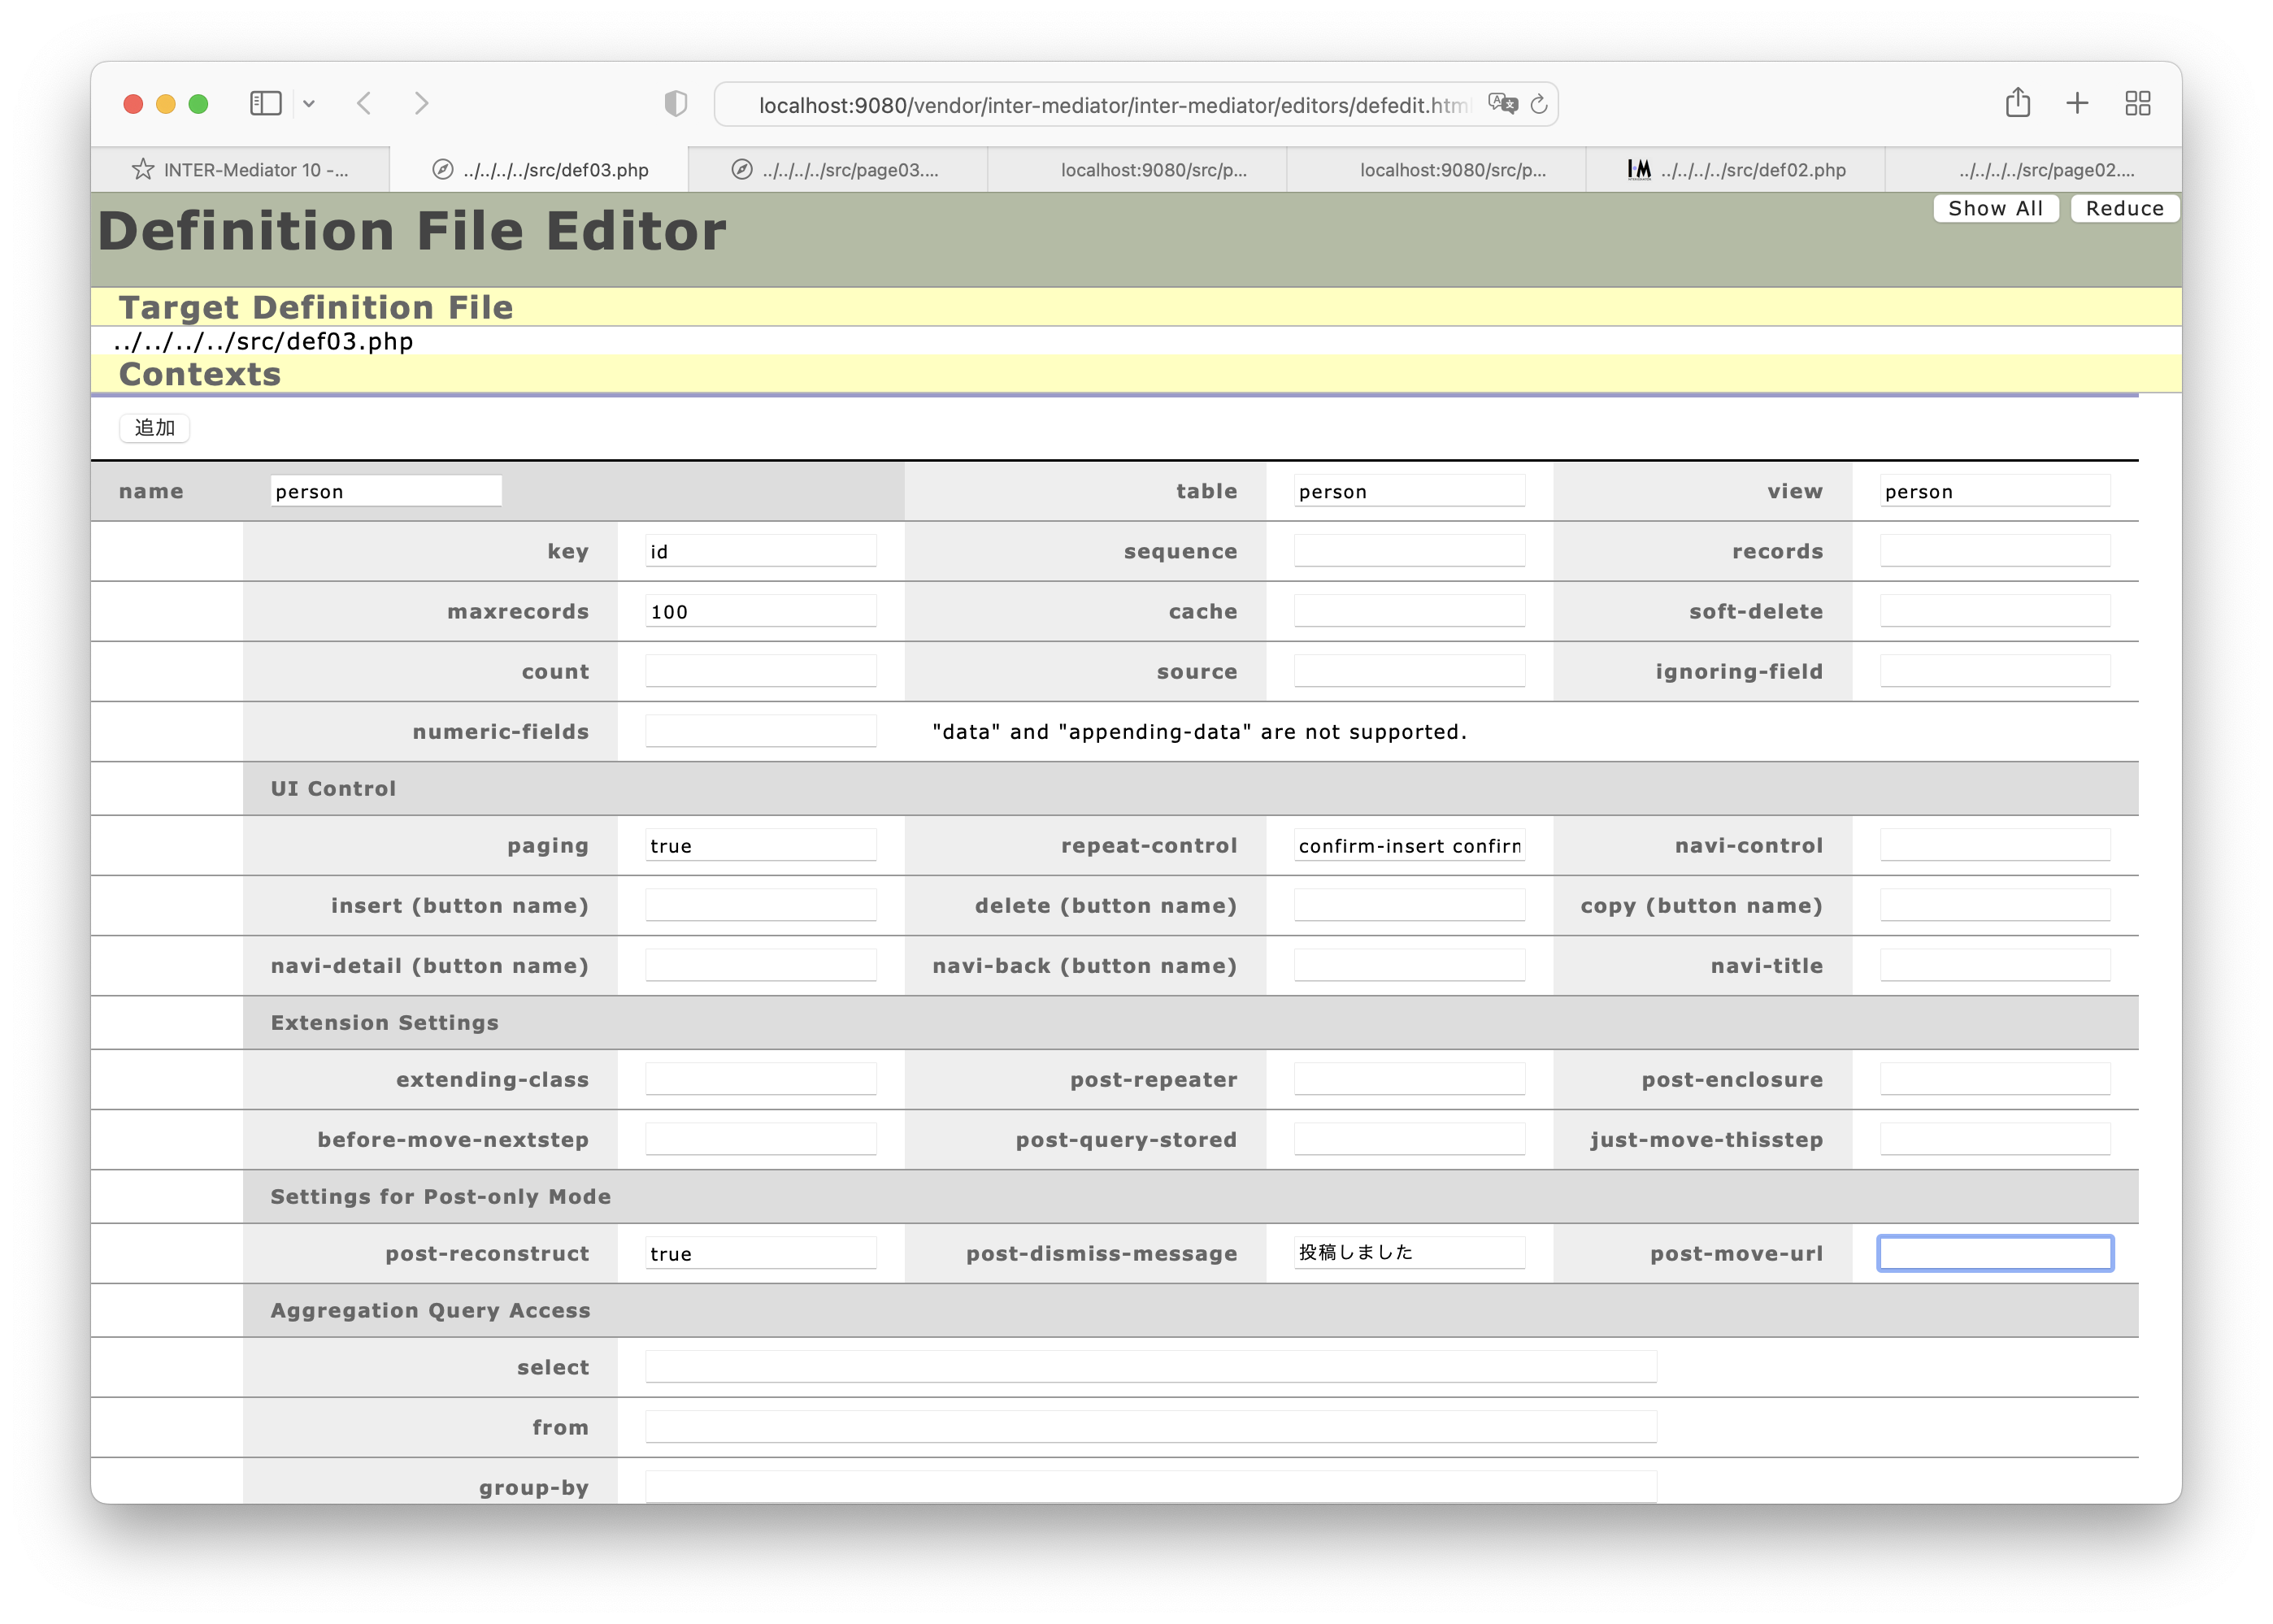 localhost:9080/vendor/inter-mediator/inter-mediator/editors/defedit.html
INTER-Mediator 10 -...
../../../../src/def03.php
../../../../src/page03....
localhost:9080/src/p...
localhost:9080/src/p...
I•M ../../../../src/def02.php
../../../../src/page02....
Definition File Editor
Show All
Reduce
Target Definition File
../../../../src/def03.php
Contexts
追加
name person table person view person
key id sequence records
maxrecords 100 cache soft-delete
count source ignoring-field
numeric-fields "data" and "appending-data" are not supported.
UI Control
paging true repeat-control confirm-insert confirm navi-control
insert (button name) delete (button name) copy (button name)
navi-detail (button name) navi-back (button name) navi-title
Extension Settings
extending-class post-repeater post-enclosure
before-move-nextstep post-query-stored just-move-thisstep
Settings for Post-only Mode
post-reconstruct true post-dismiss-message 投稿しました post-move-url
Aggregation Query Access
select
from
group-by